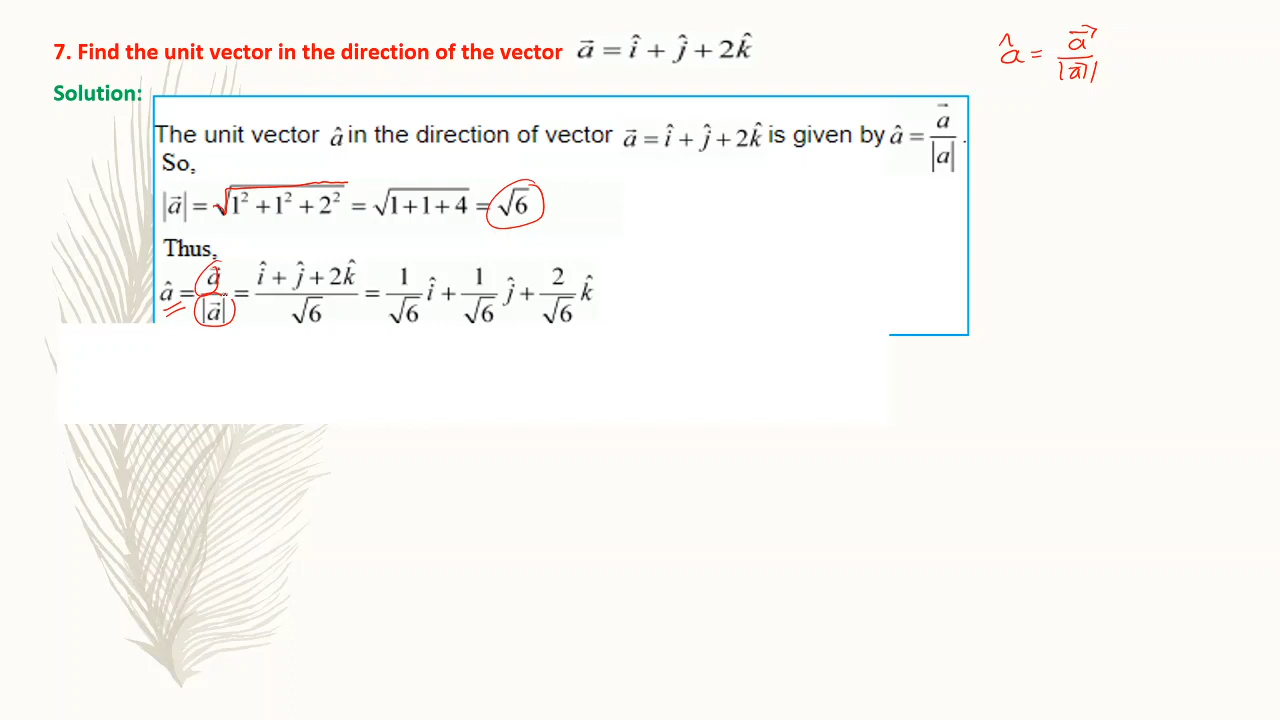 7. Find the unit vector in the direction of the vector a⃗ = î + ĵ + 2k̂
â = a⃗ / |a⃗|
Solution:
The unit vector â in the direction of vector a⃗ = î + ĵ + 2k̂ is given by â = a⃗ / |a| .
So,
|a⃗| = √(1² + 1² + 2²) = √(1 + 1 + 4) = √6
Thus,
â = a⃗ / |a⃗| = (î + ĵ + 2k̂) / √6 = 1/√6 î + 1/√6 ĵ + 2/√6 k̂